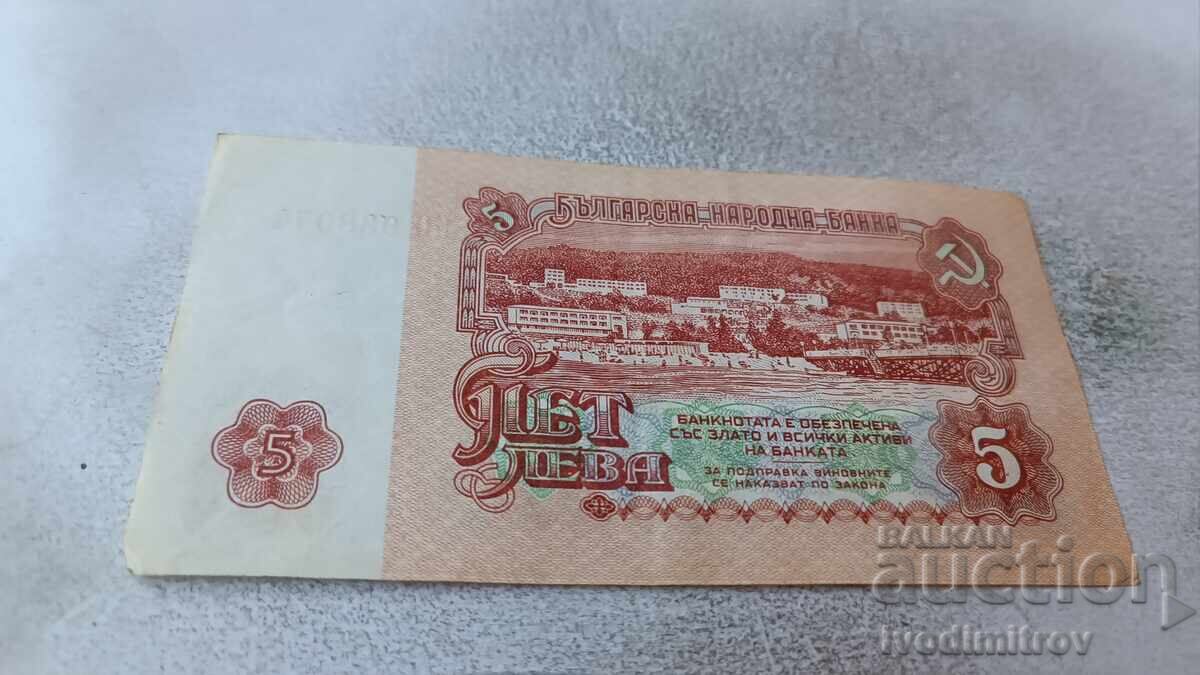 5 БЪЛГАРСКА НАРОДНА БАНКА
ПЕТ
ЛЕВА
БАНКНОТАТА Е ОБЕЗПЕЧЕНА
СЪС ЗЛАТО И ВСИЧКИ АКТИВИ
НА БАНКАТА
ЗА ПОДПРАВКА ВИНОВНИТЕ
СЕ НАКАЗВАТ ПО ЗАКОНА
5
5
BALKAN
auction
ivodimitrov